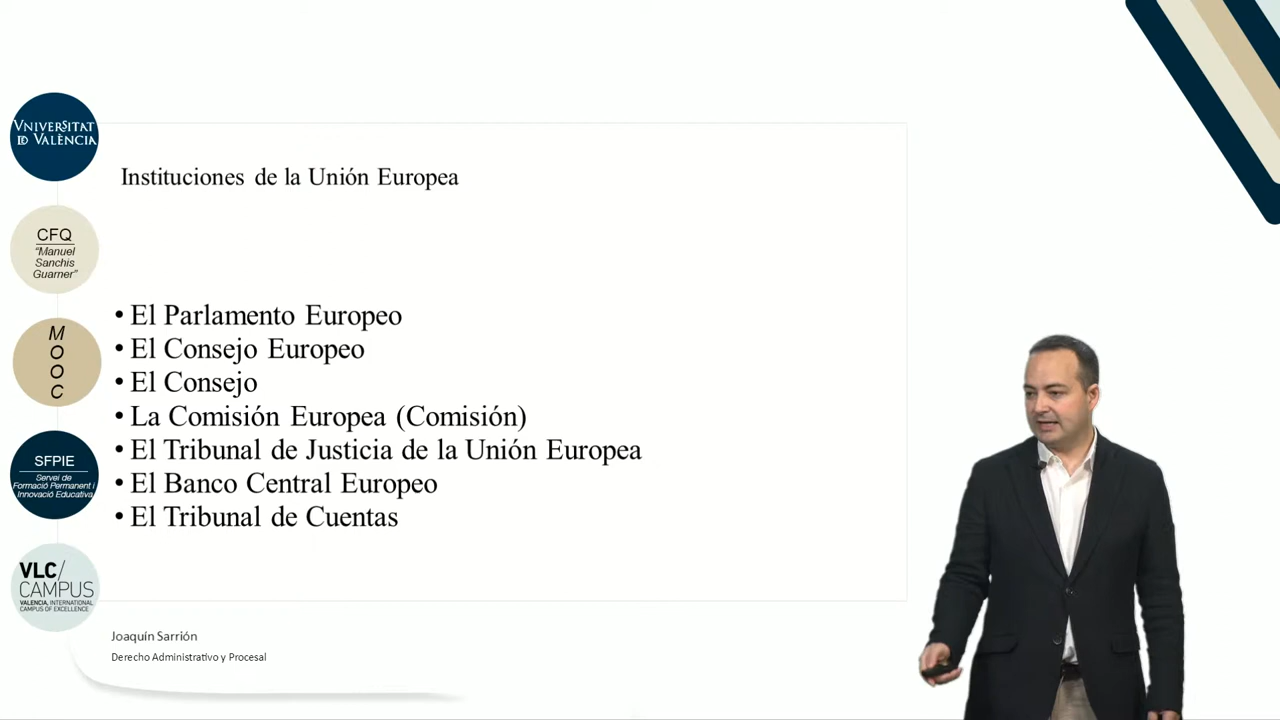 VNIVERSITAT
ID VALÈNCIA
CFQ
“Manuel
Sanchis
Guarner”
M
O
O
C
SFPIE
Servei de
Formació Permanent i
Innovació Educativa
VLC/
CAMPUS
VALENCIA, INTERNATIONAL
CAMPUS OF EXCELLENCE
Instituciones de la Unión Europea
• El Parlamento Europeo
• El Consejo Europeo
• El Consejo
• La Comisión Europea (Comisión)
• El Tribunal de Justicia de la Unión Europea
• El Banco Central Europeo
• El Tribunal de Cuentas
Joaquín Sarrión
Derecho Administrativo y Procesal